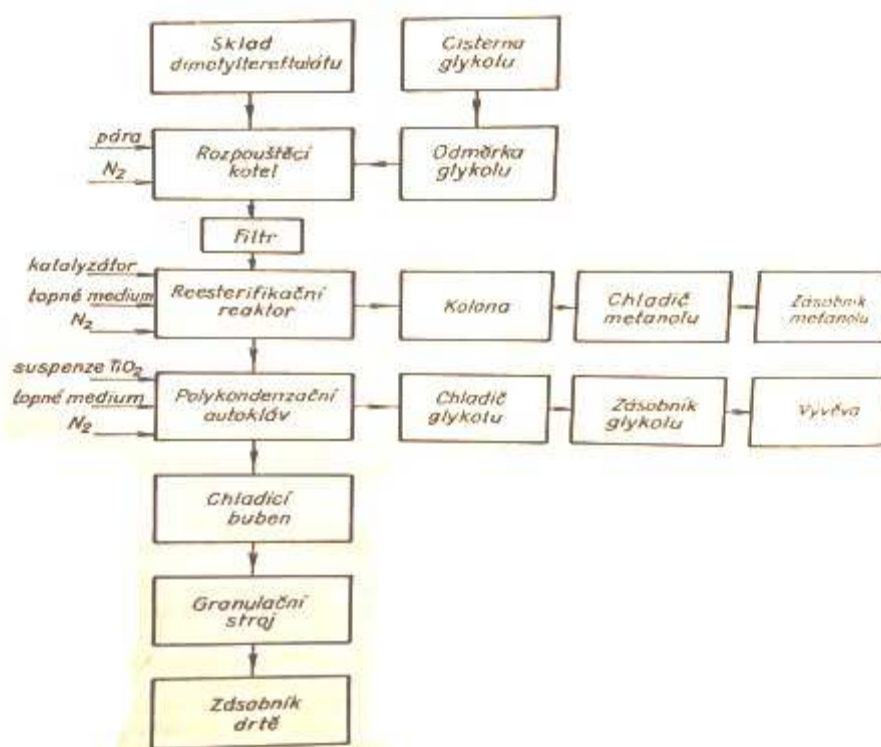 Sklad
dimetyltereftalátu
Cisterna
glykolu
pára
N2
Rozpouštěcí
kotel
Odměrka
glykolu
Filtr
katalyzátor
topné medium
N2
Reesterifikační
reaktor
Kolona
Chladič
metanolu
Zásobník
metanolu
suspenze TiO2
topné medium
N2
Polykondenzační
autokláv
Chladič
glykolu
Zásobník
glykolu
Vývěva
Chladicí
buben
Granulační
stroj
Zásobník
drtě